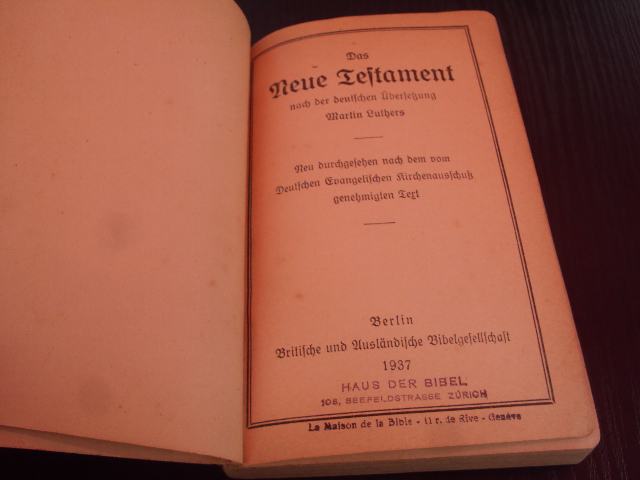 Das
Neue Testament
nach der deutschen Übersetzung
Martin Luthers
Neu durchgesehen nach dem vom
Deutschen Evangelischen Kirchenausschuß
genehmigten Text
Berlin
Britische und Ausländische Bibelgesellschaft
1937
HAUS DER BIBEL
108, SEEFELDSTRASSE ZÜRICH
La Maison de la Bible - 11 r. de Rive - Genève